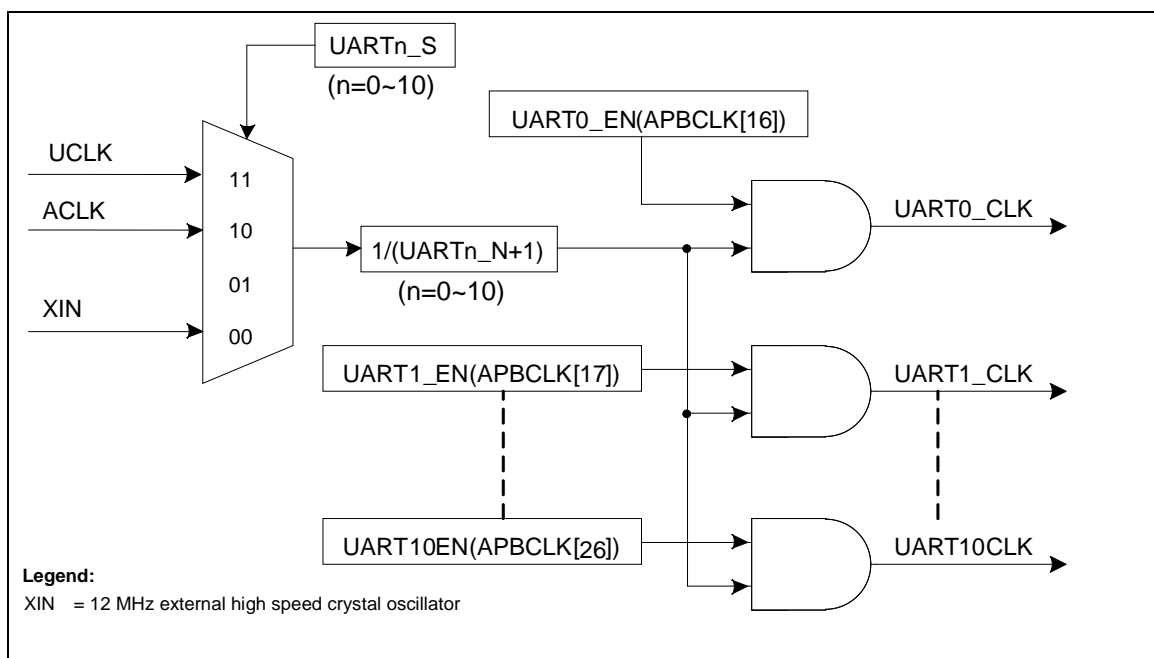 UARTn_S
(n=0~10)
UART0_EN(APBCLK[16])
UCLK
11
ACLK
10
UART0_CLK
1/(UARTn_N+1)
(n=0~10)
01
XIN
00
UART1_EN(APBCLK[17])
UART1_CLK
UART10EN(APBCLK[26])
UART10CLK
Legend:
XIN = 12 MHz external high speed crystal oscillator